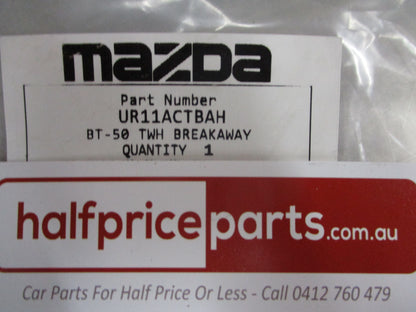 mazda
Part Number
UR11ACTBAH
BT-50 TWH BREAKAWAY
QUANTITY 1
halfpriceparts.com.au
Car Parts For Half Price Or Less - Call 0412 760 479